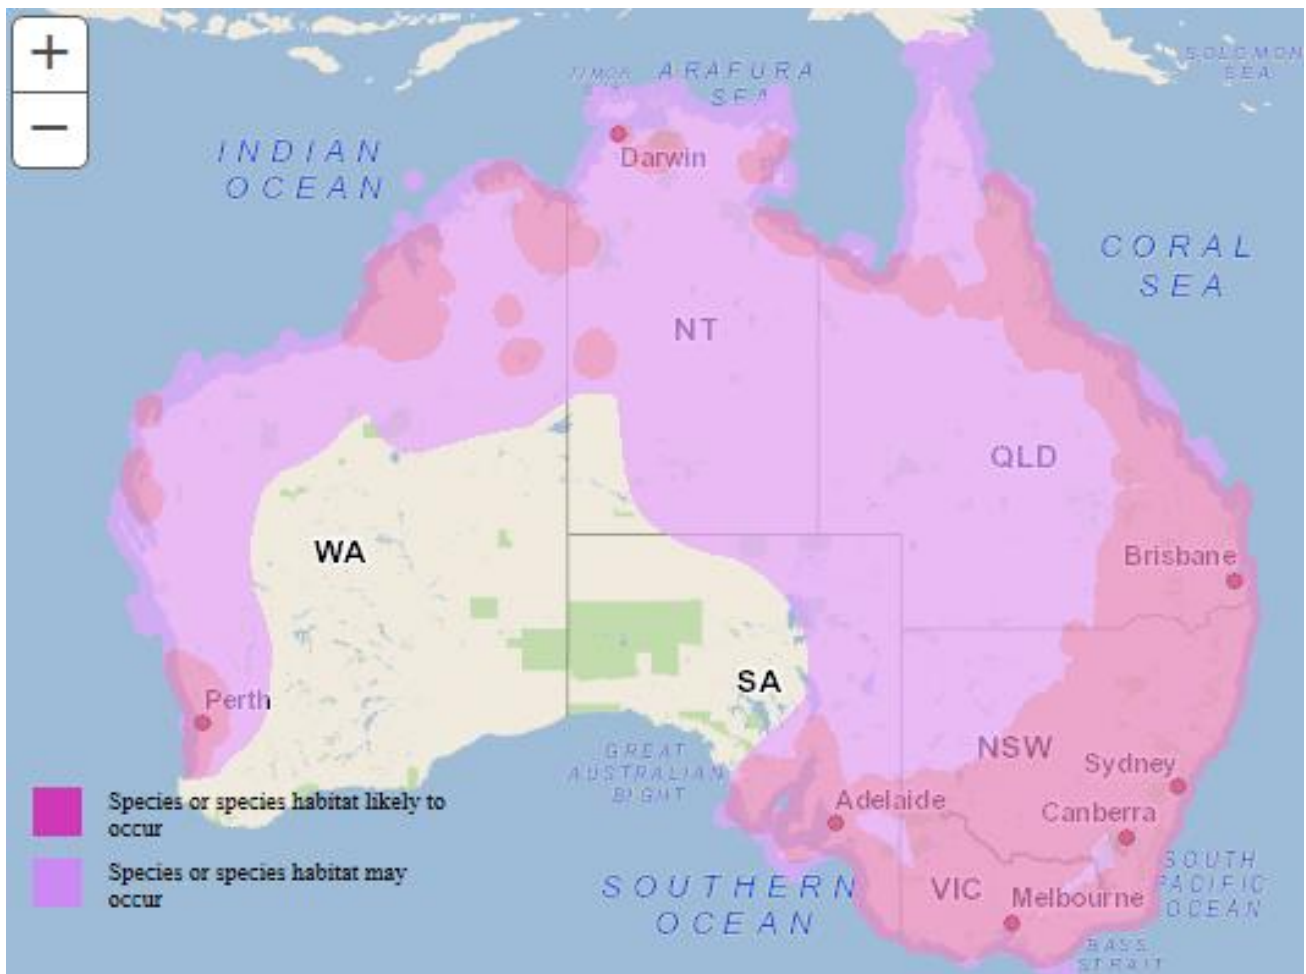 +
−
TIMOR
SEA
ARAFURA
SEA
SOLOMON
SEA
INDIAN
OCEAN
Darwin
CORAL
SEA
NT
QLD
WA
Brisbane
SA
Perth
NSW
Sydney
GREAT
AUSTRALIAN
BIGHT
Adelaide
Canberra
Species or species habitat likely to
occur
Species or species habitat may
occur
SOUTHERN
OCEAN
VIC
Melbourne
SOUTH
PACIFIC
OCEAN
BASS
STRAIT